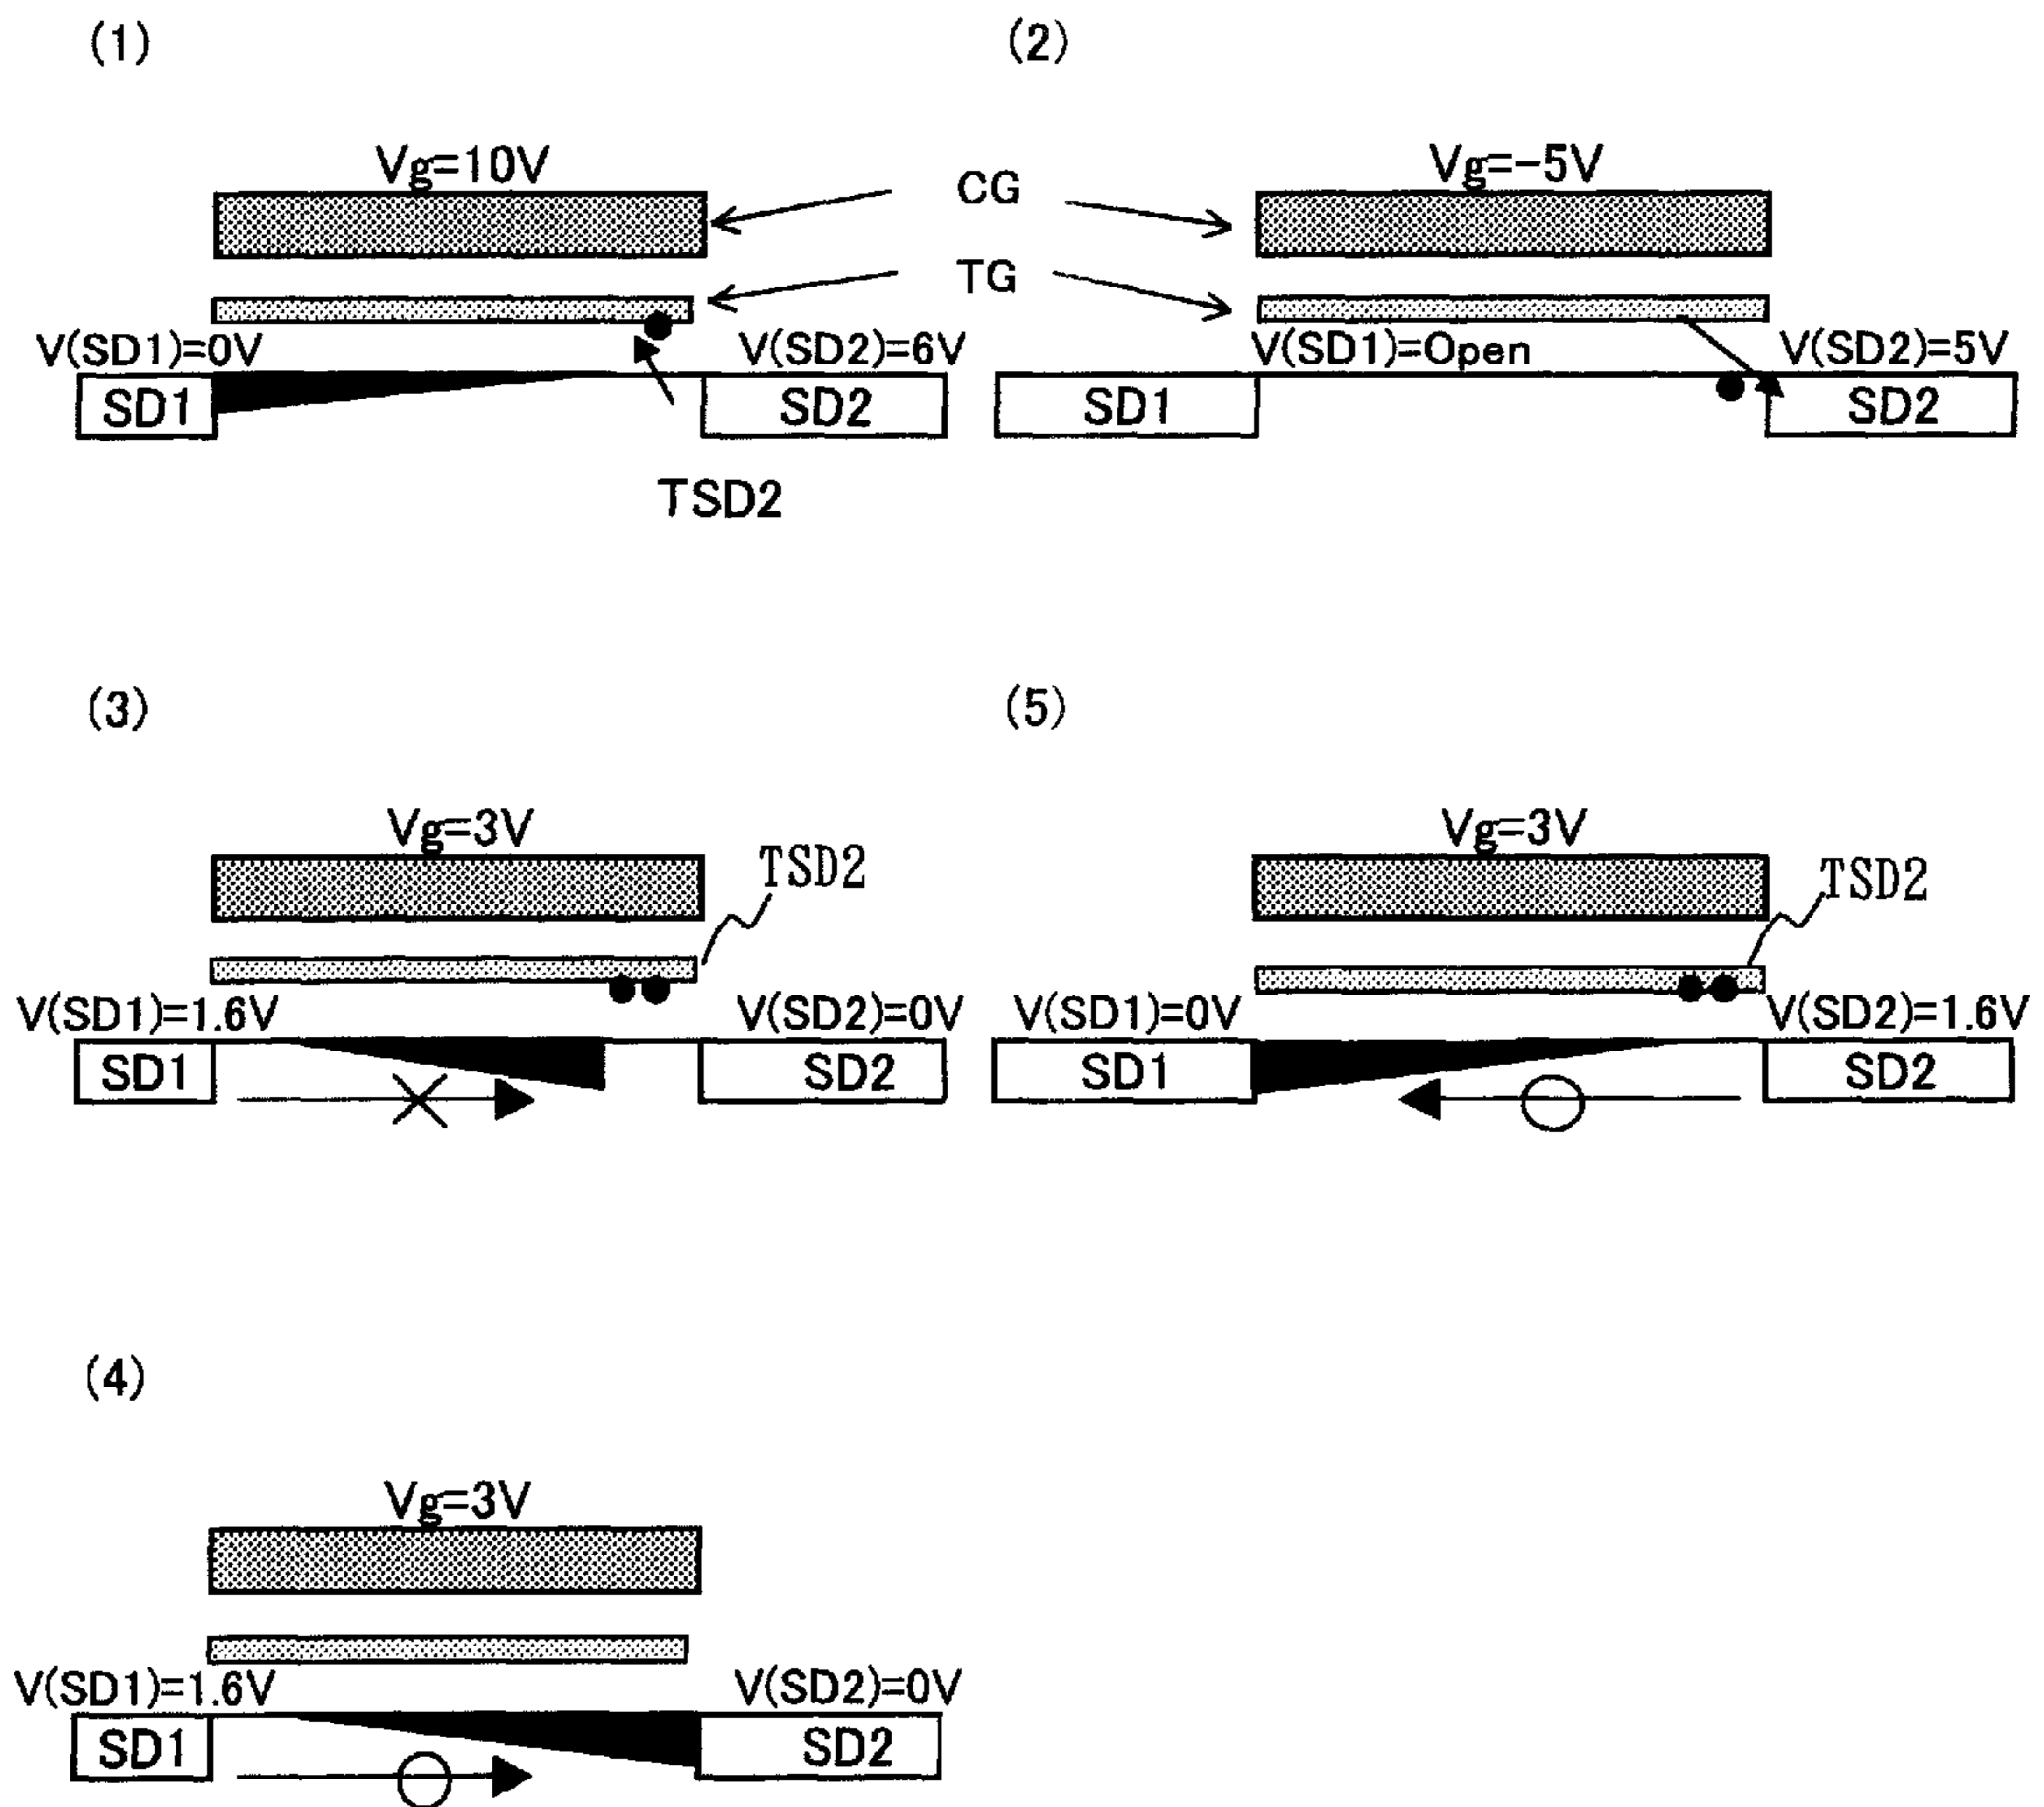 (1)
Vg=10V
CG
TG
V(SD1)=0V
V(SD2)=6V
SD1
SD2
TSD2
(2)
Vg=-5V
V(SD1)=Open
V(SD2)=5V
SD1
SD2
(3)
Vg=3V
TSD2
V(SD1)=1.6V
V(SD2)=0V
SD1
SD2
(5)
Vg=3V
TSD2
V(SD1)=0V
V(SD2)=1.6V
SD1
SD2
(4)
Vg=3V
V(SD1)=1.6V
V(SD2)=0V
SD1
SD2